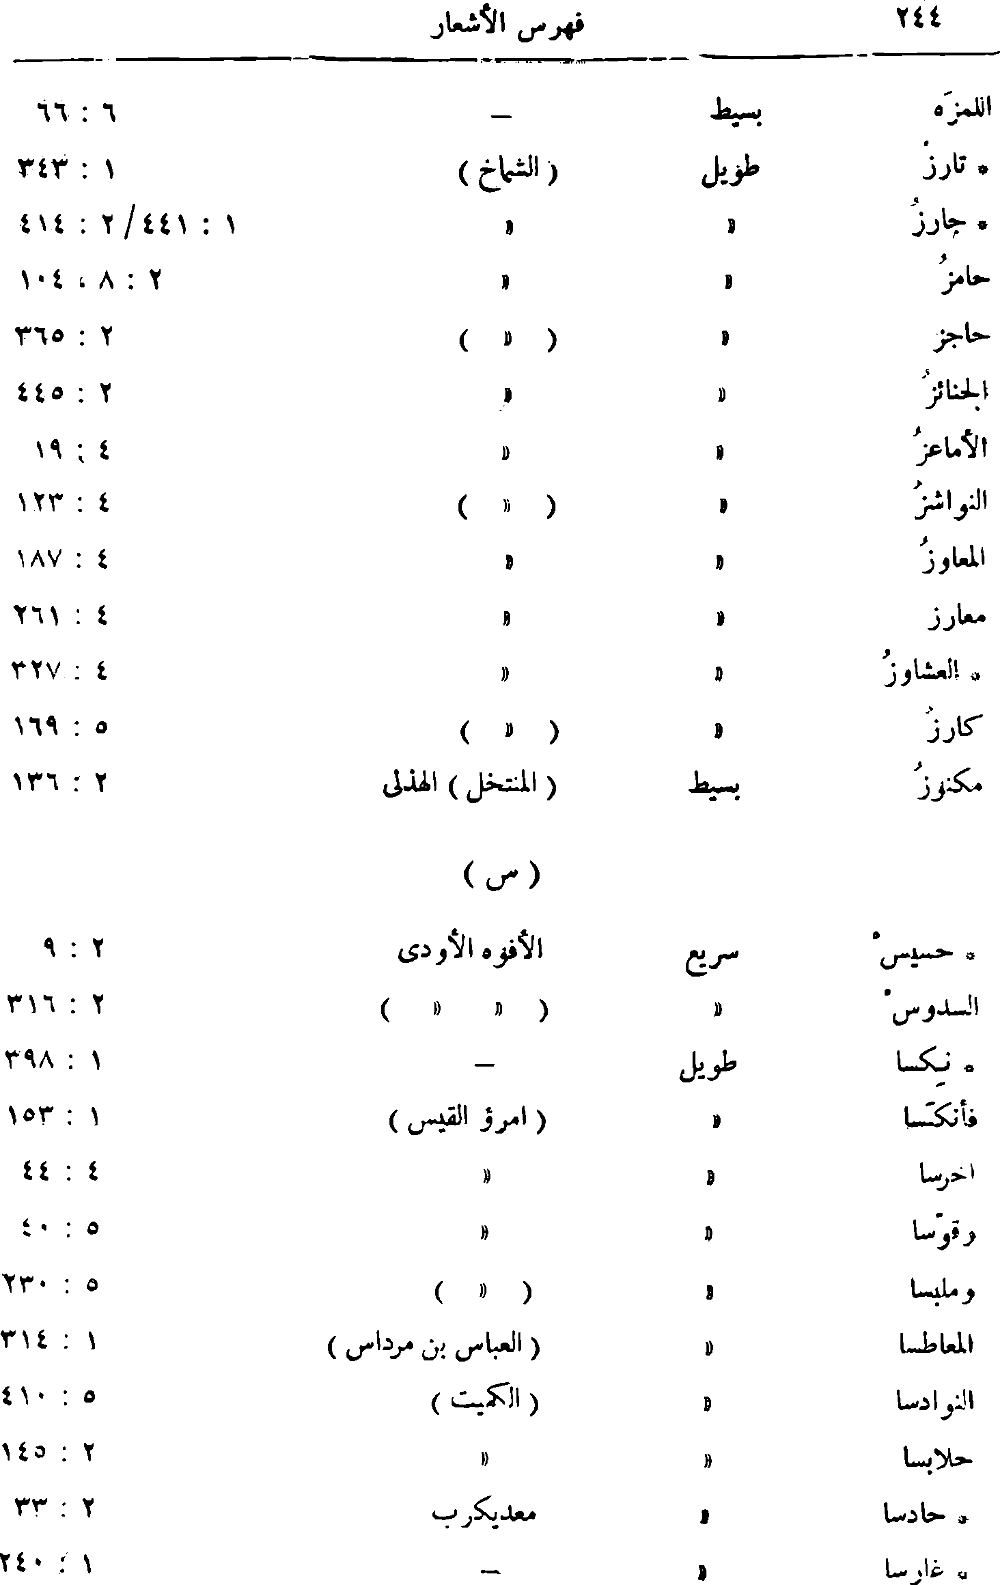 ٢٤٤ فهرس الأشعار
اللمزَه بسيط — ٦ : ٦٦
* تارزْ طويل ( الشماخ ) ١ : ٣٤٣
* جارزُ » » ١ : ٤٤١/ ٢ : ٤١٤
حامزُ » » ٢ : ٨ ، ١٠٤
حاجز » ( » ) ٢ : ٣٦٥
الجنائزُ » » ٢ : ٤٤٥
الأماعزُ » » ٤ : ١٩
النواشزُ » ( » ) ٤ : ١٢٣
المعاوزُ » » ٤ : ١٨٧
معارز » » ٤ : ٢٦١
* العشاوزُ » » ٤ : ٣٢٧
كارزُ » ( » ) ٥ : ١٦٩
مكنوزُ بسيط ( المنتخل ) الهذلى ٢ : ١٣٦
( س )
* حسيسْ سريع الأفوه الأودى ٢ : ٩
السدوسْ » ( » » ) ٢ : ٣١٦
* نِكسا طويل — ١ : ٣٩٨
فأنكسَا » ( امرؤ القيس ) ١ : ١٥٣
اخرسا » » ٤ : ٤٤
وقوّسا » » ٥ : ٤٠
وملبسا » ( » ) ٥ : ٢٣٠
المعاطسا » ( العباس بن مرداس ) ١ : ٣١٤
النوادسا » ( الكميت ) ٥ : ٤١٠
حلابسا » » ٢ : ١٤٥
* حادسا » معديكرب ٢ : ٣٣
* غارسا » — ١ : ٢٤٠